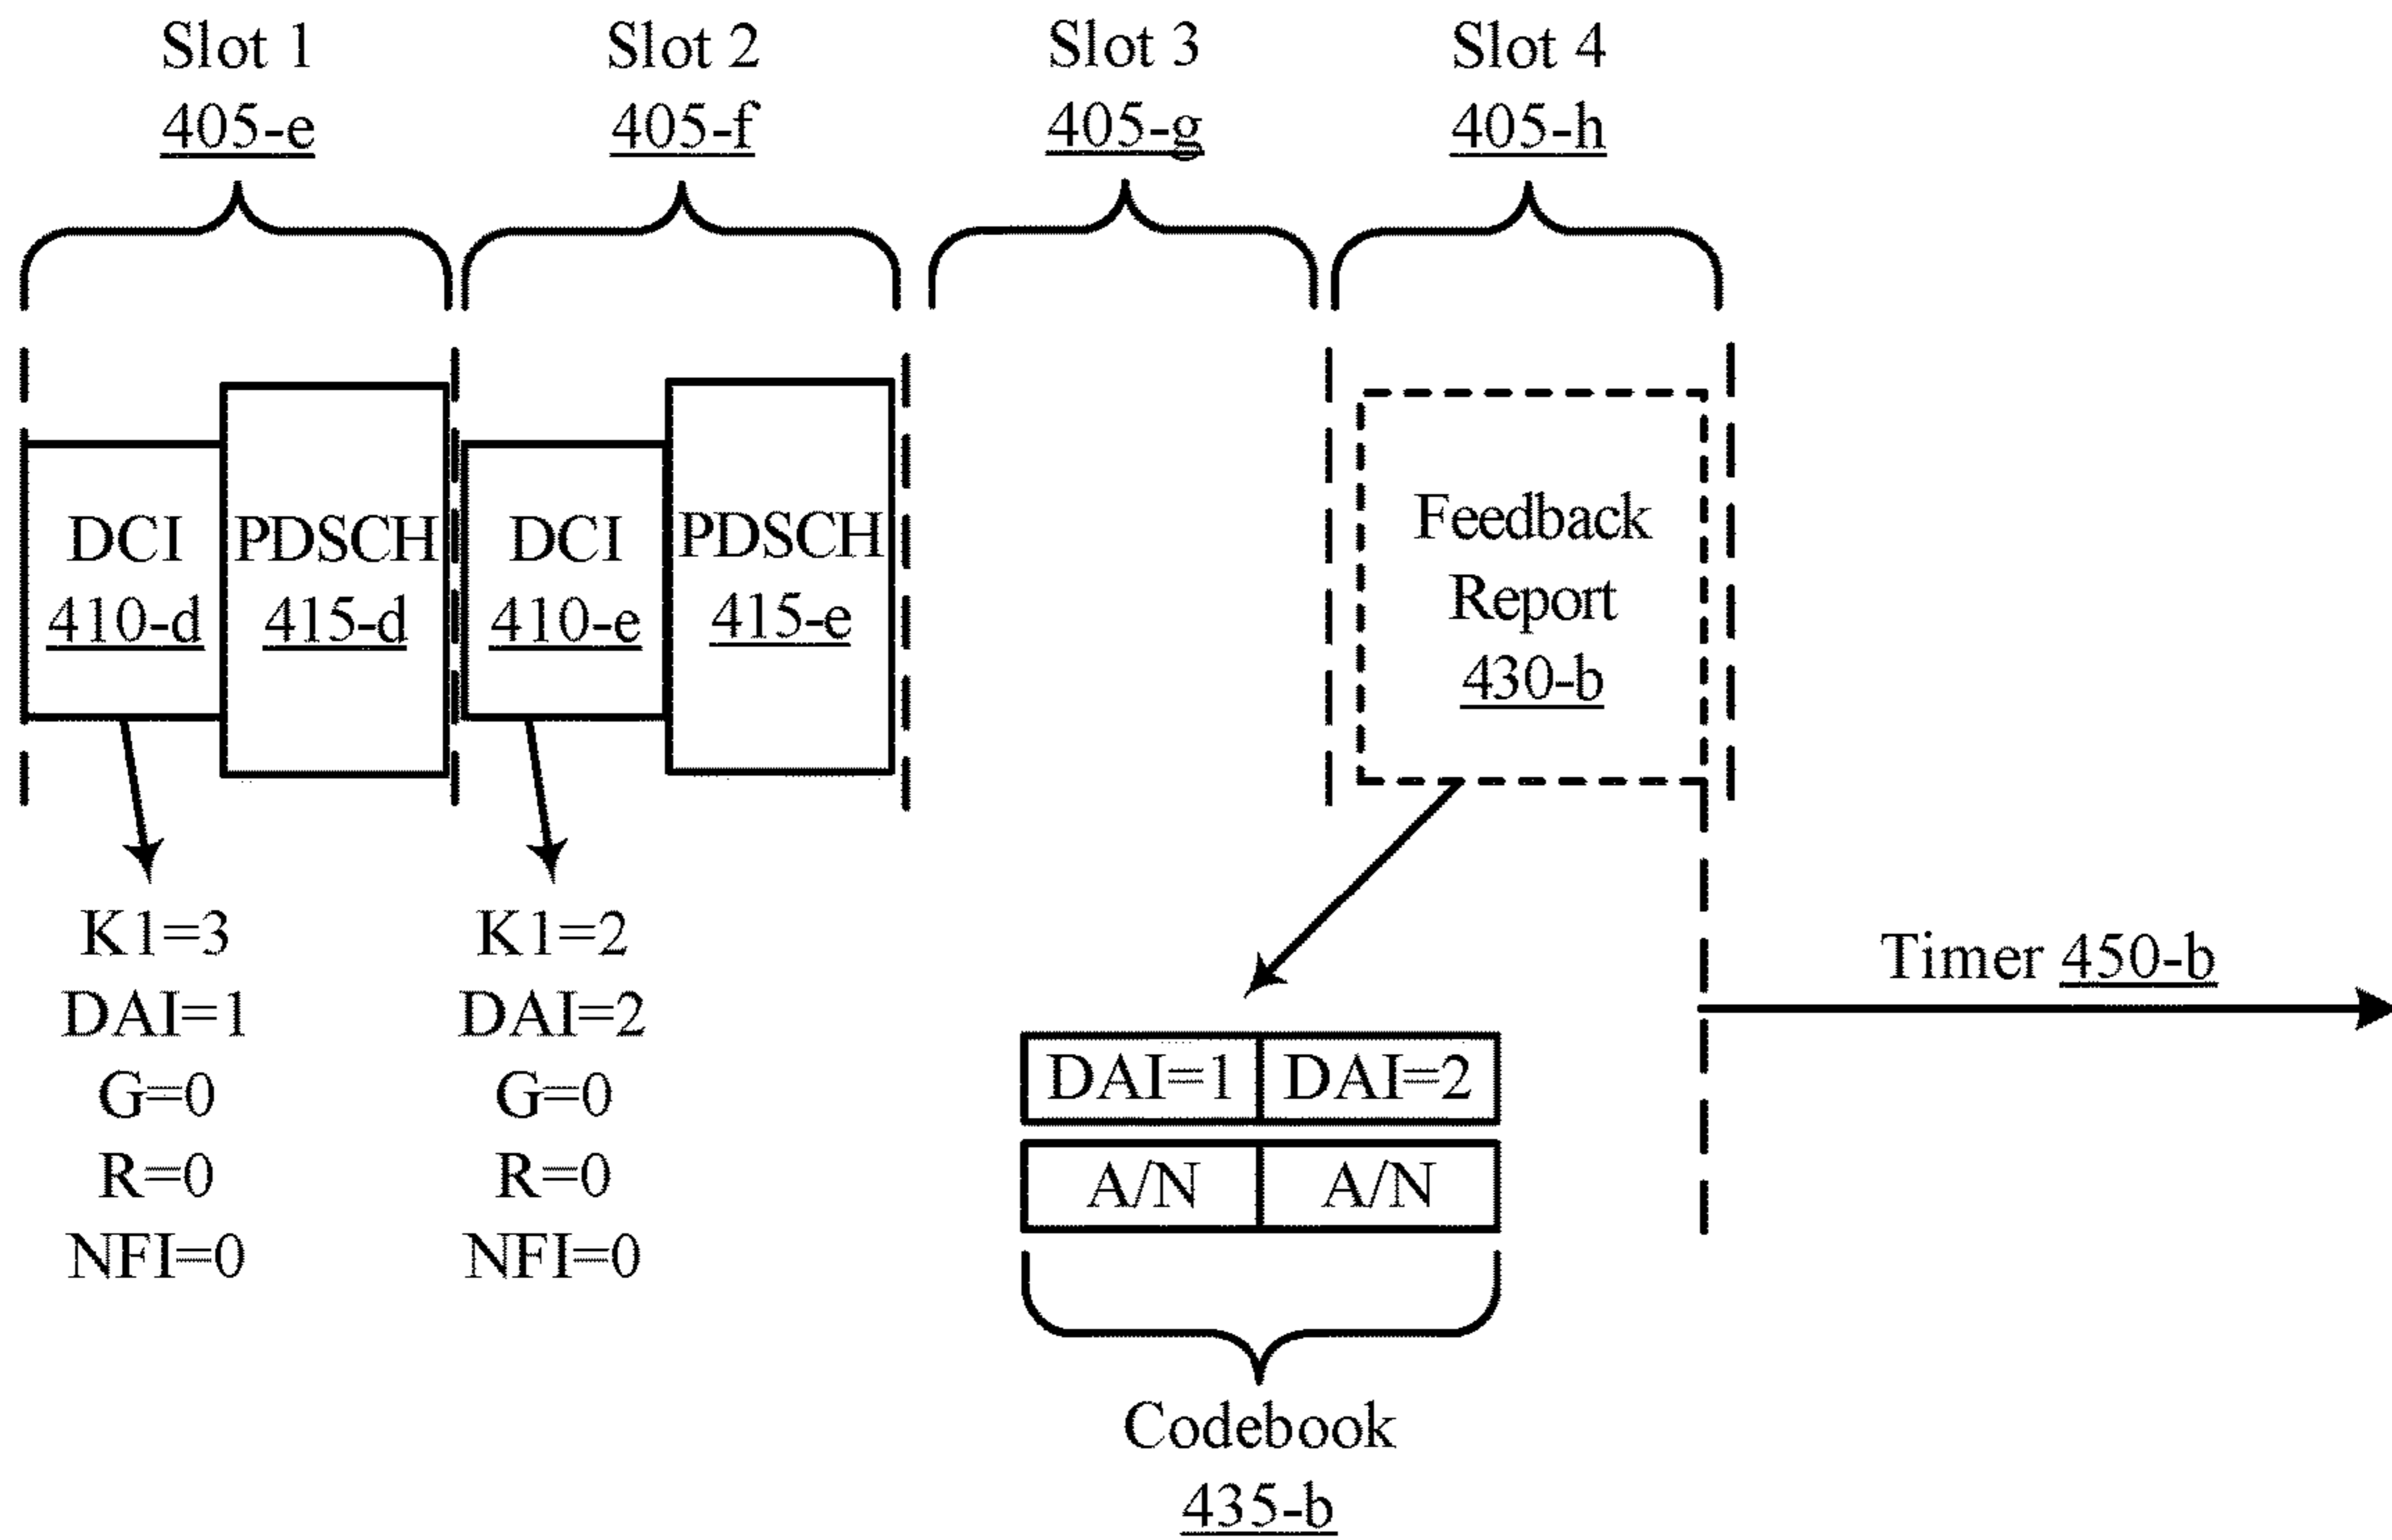 Slot 1
405-e
Slot 2
405-f
Slot 3
405-g
Slot 4
405-h
DCI
410-d
PDSCH
415-d
DCI
410-e
PDSCH
415-e
Feedback
Report
430-b
K1=3
DAI=1
G=0
R=0
NFI=0
K1=2
DAI=2
G=0
R=0
NFI=0
Timer 450-b
DAI=1 DAI=2
A/N A/N
Codebook
435-b